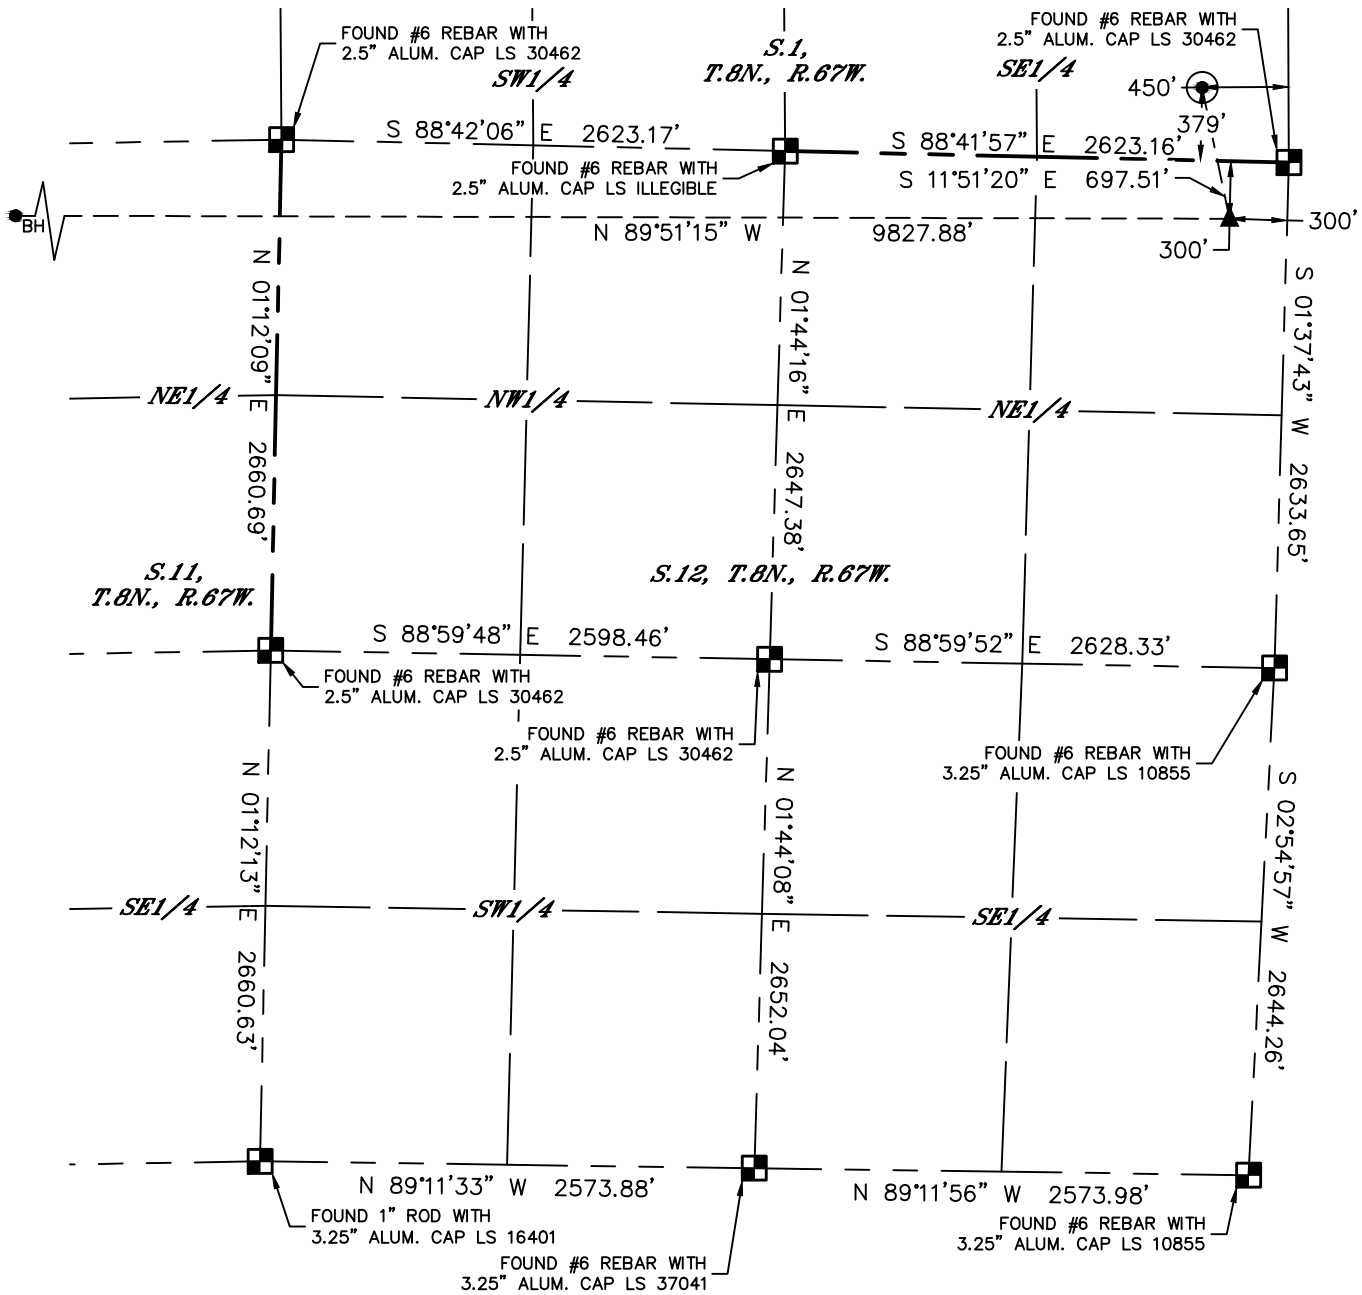 FOUND #6 REBAR WITH
2.5" ALUM. CAP LS 30462
SW1/4
S.1,
T.8N., R.67W.
FOUND #6 REBAR WITH
2.5" ALUM. CAP LS 30462
SE1/4
450'
379'
S 88°42'06" E 2623.17'
S 88°41'57" E 2623.16'
FOUND #6 REBAR WITH
2.5" ALUM. CAP LS ILLEGIBLE
S 11°51'20" E 697.51'
BH
N 89°51'15" W 9827.88'
300'
300'
N 01°12'09" E 2660.69'
N 01°44'16" E 2647.38'
S 01°37'43" W 2633.65'
NE1/4
NW1/4
NE1/4
S.11,
T.8N., R.67W.
S.12, T.8N., R.67W.
S 88°59'48" E 2598.46'
S 88°59'52" E 2628.33'
FOUND #6 REBAR WITH
2.5" ALUM. CAP LS 30462
FOUND #6 REBAR WITH
2.5" ALUM. CAP LS 30462
FOUND #6 REBAR WITH
3.25" ALUM. CAP LS 10855
N 01°12'13" E 2660.63'
N 01°44'08" E 2652.04'
S 02°54'57" W 2644.26'
SE1/4
SW1/4
SE1/4
N 89°11'33" W 2573.88'
N 89°11'56" W 2573.98'
FOUND 1" ROD WITH
3.25" ALUM. CAP LS 16401
FOUND #6 REBAR WITH
3.25" ALUM. CAP LS 37041
FOUND #6 REBAR WITH
3.25" ALUM. CAP LS 10855